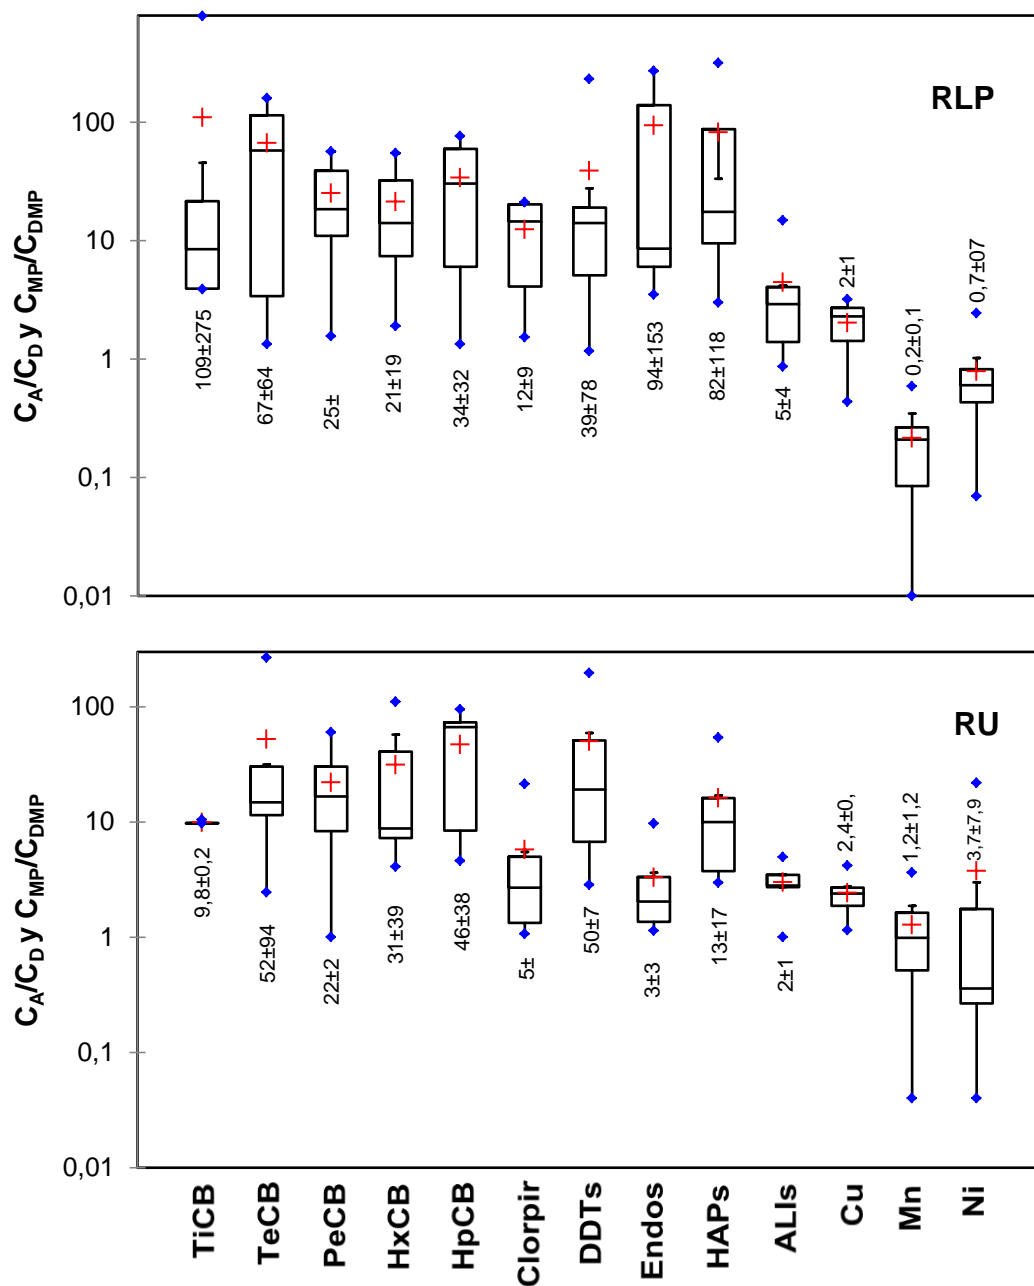 RLP
C_A/C_D y C_MP/C_DMP
100
10
1
0,1
0,01
109±275
67±64
25±
21±19
34±32
12±9
39±78
94±153
82±118
5±4
2±1
0,2±0,1
0,7±07
RU
C_A/C_D y C_MP/C_DMP
100
10
1
0,1
0,01
9,8±0,2
52±94
22±2
31±39
46±38
5±
50±7
3±3
13±17
2±1
2,4±0,
1,2±1,2
3,7±7,9
TiCB
TeCB
PeCB
HxCB
HpCB
Clorpir
DDTs
Endos
HAPs
ALIs
Cu
Mn
Ni